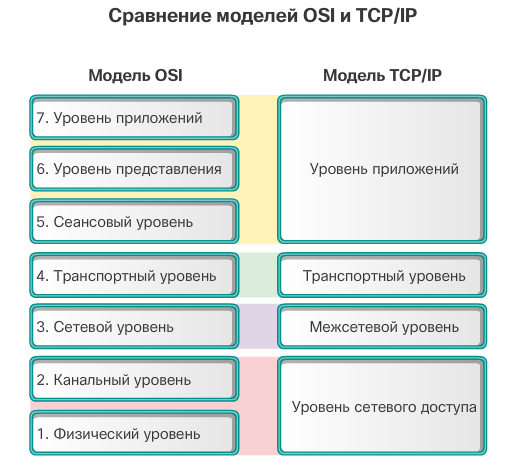 Сравнение моделей OSI и TCP/IP
Модель OSI
Модель TCP/IP
7. Уровень приложений
6. Уровень представления
5. Сеансовый уровень
Уровень приложений
4. Транспортный уровень
Транспортный уровень
3. Сетевой уровень
Межсетевой уровень
2. Канальный уровень
1. Физический уровень
Уровень сетевого доступа